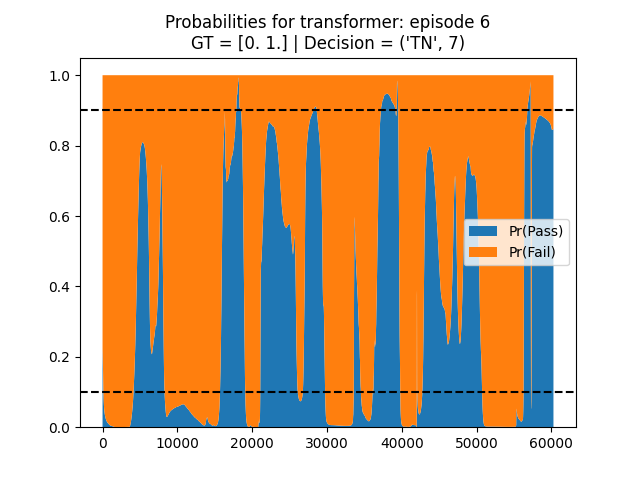 Probabilities for transformer: episode 6
GT = [0. 1.] | Decision = ('TN', 7)
1.0
0.8
0.6
0.4
0.2
0.0
Pr(Pass)
Pr(Fail)
0 10000 20000 30000 40000 50000 60000